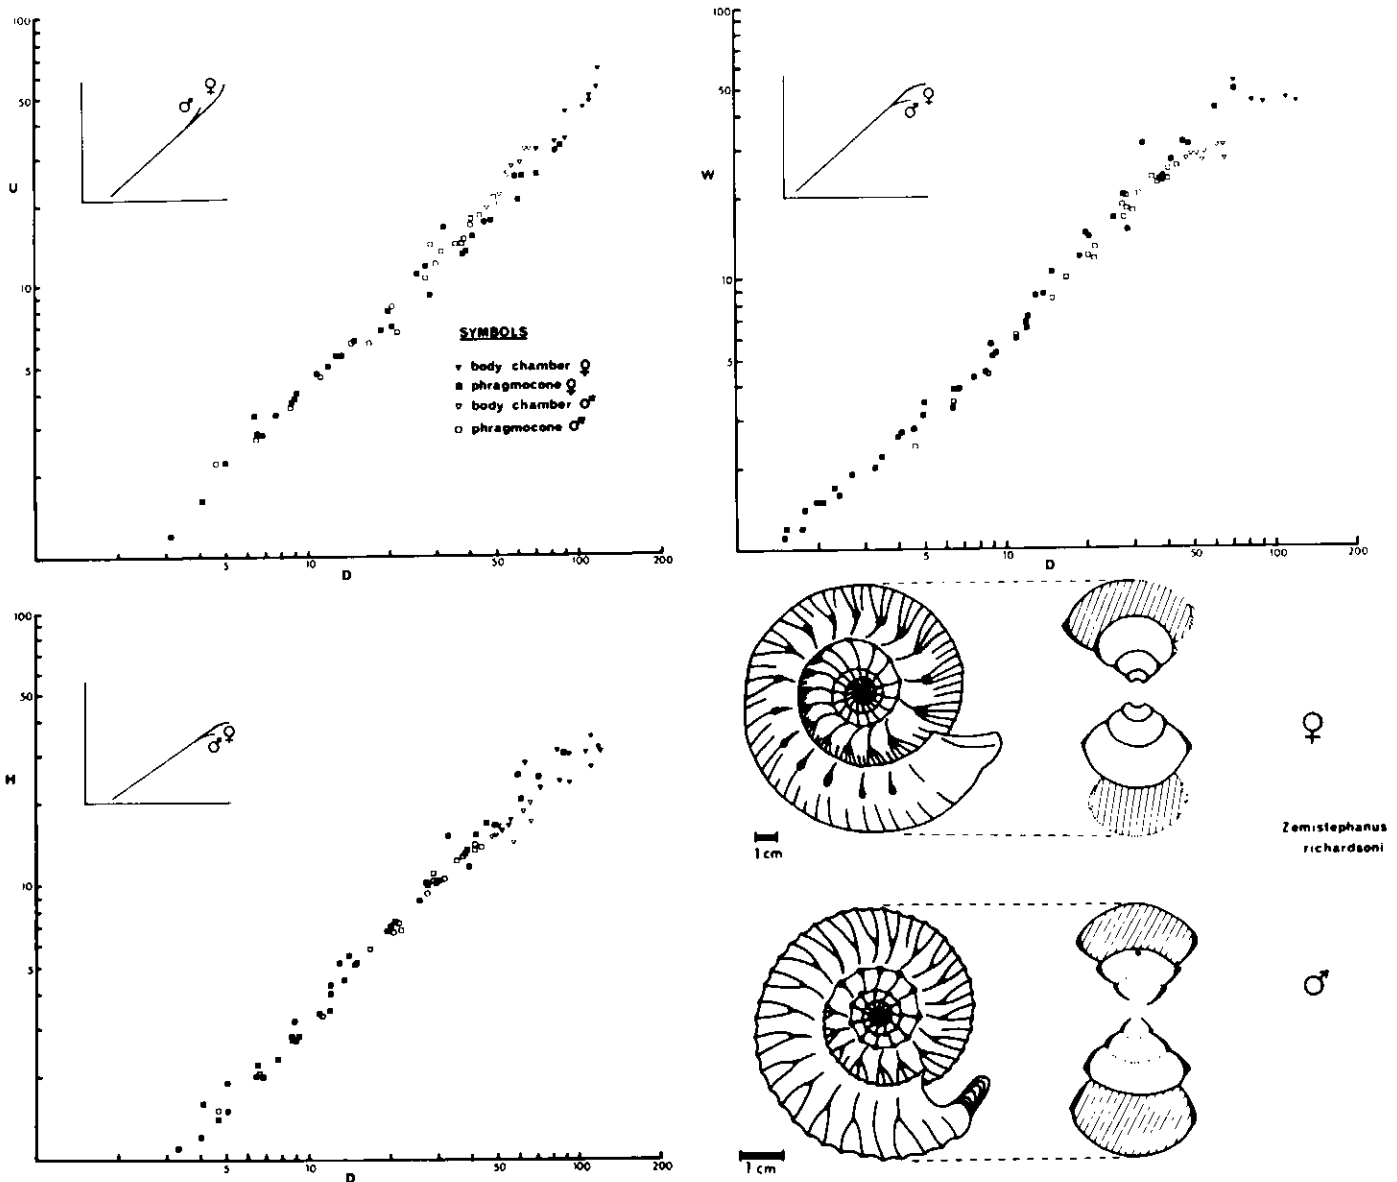 100
50
U
10
5
♂ ♀
SYMBOLS
▾ body chamber ♀
■ phragmocone ♀
▿ body chamber ♂
○ phragmocone ♂
5 10 50 100 200
D
100
50
W
10
5
♀
♂
5 10 50 100 200
D
100
50
H
10
5
♂ ♀
5 10 50 100 200
D
1 cm
♀
Zemistephanus
richardsoni
♂
1 cm